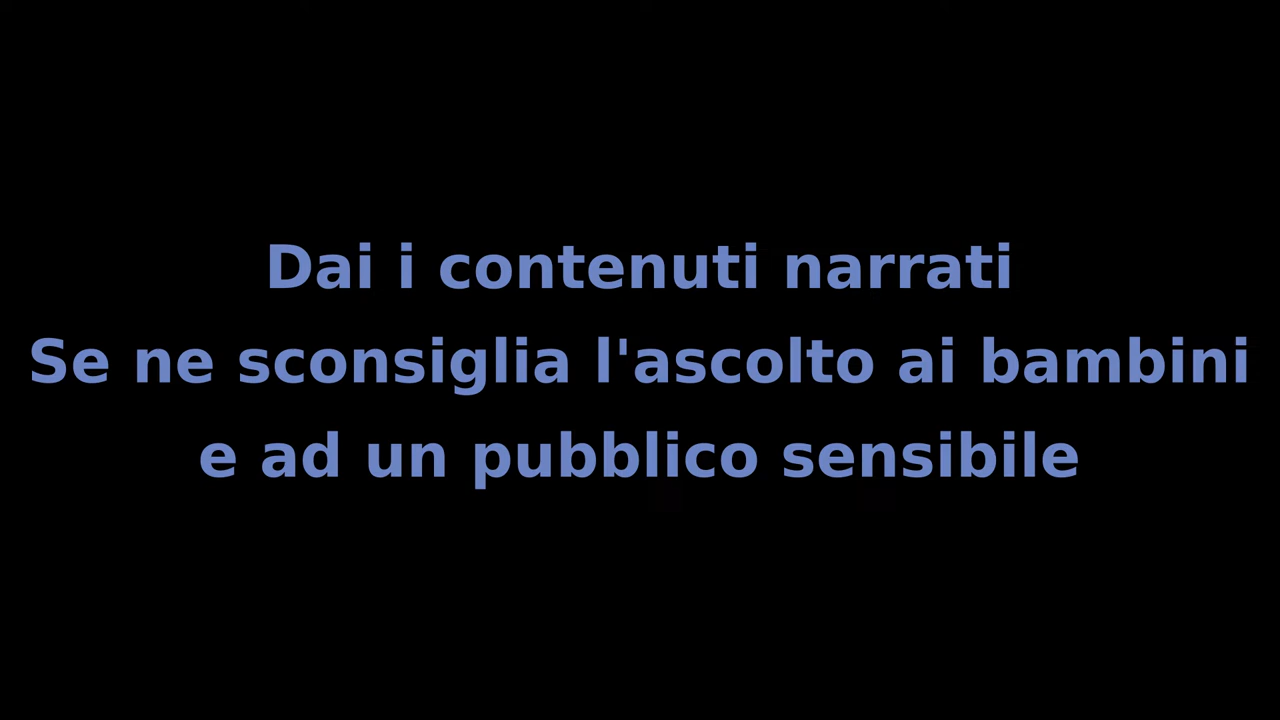 Dai i contenuti narrati
Se ne sconsiglia l'ascolto ai bambini
e ad un pubblico sensibile